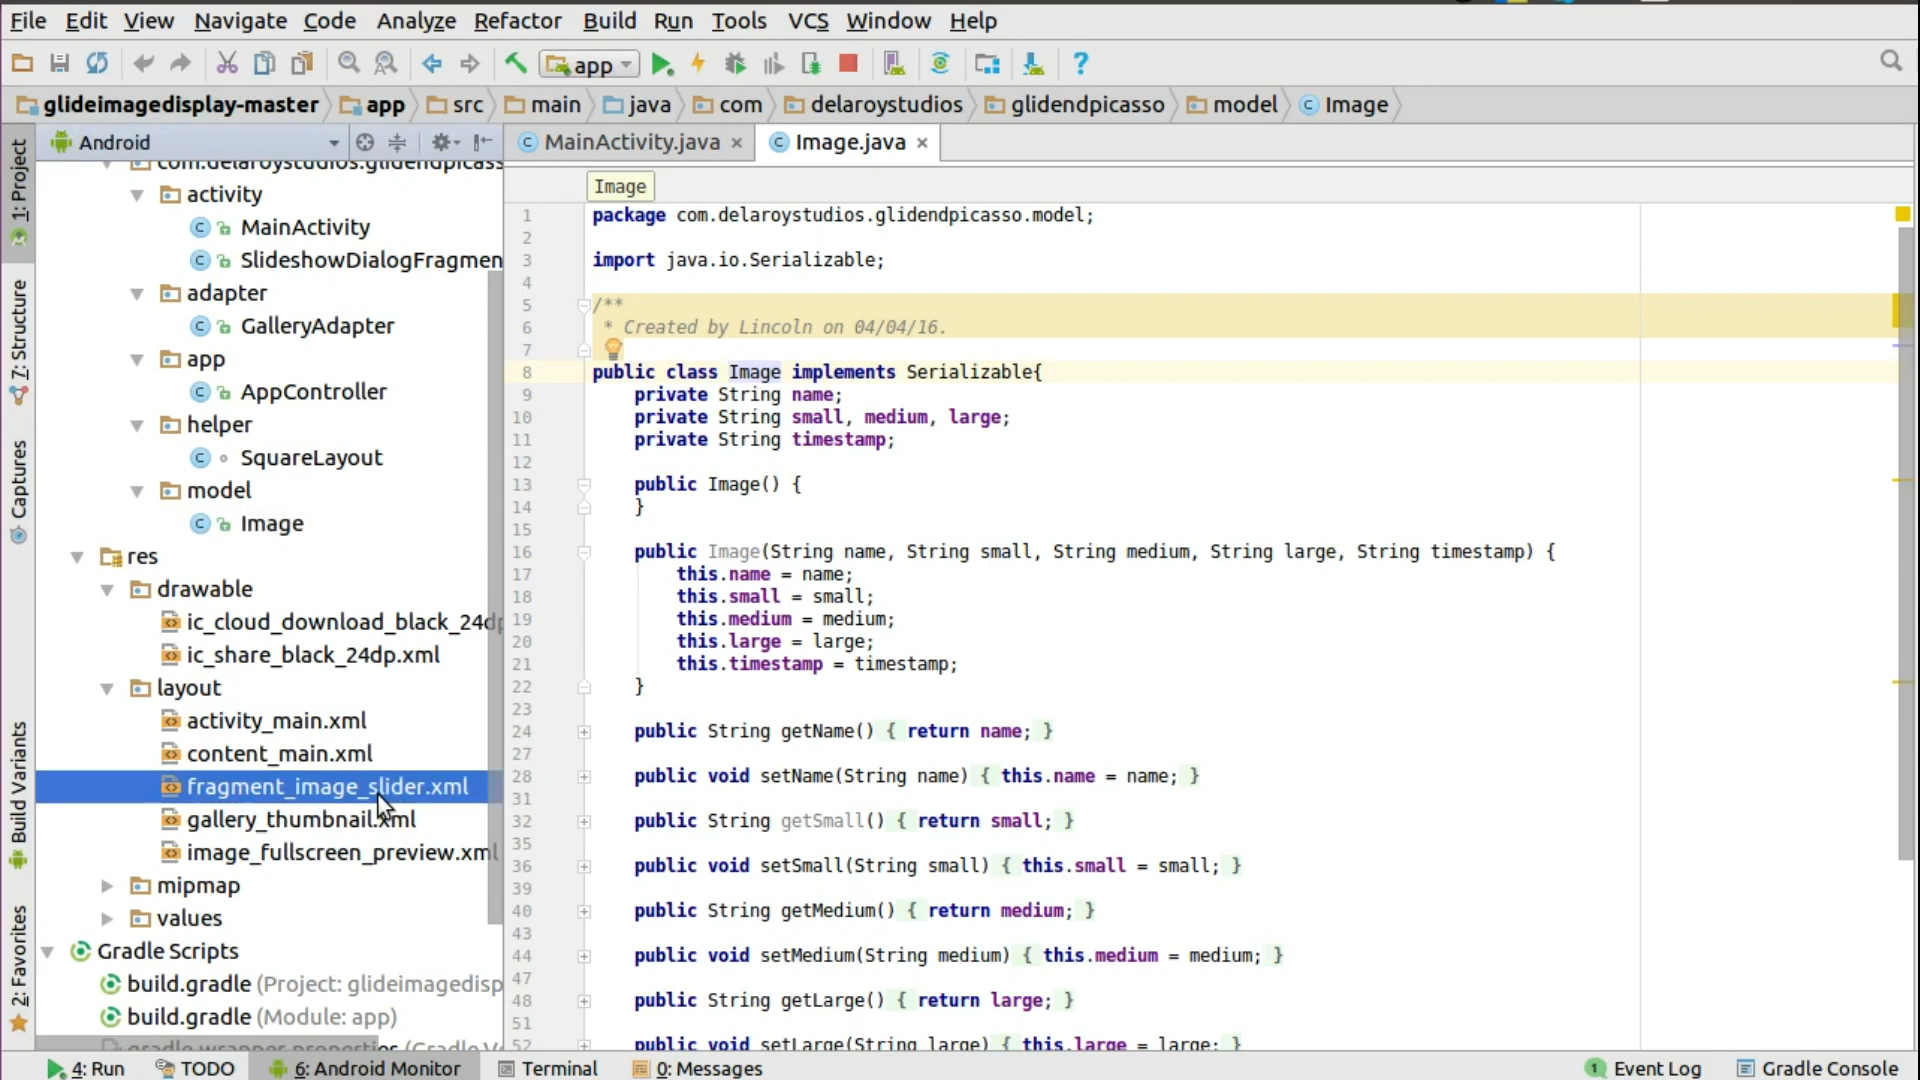 File Edit View Navigate Code Analyze Refactor Build Run Tools VCS Window Help
app
glideimagedisplay-master app src main java com delaroystudios glidendpicasso model Image
Android
MainActivity.java Image.java
1: Project
7: Structure
Captures
Build Variants
2: Favorites
com.delaroystudios.glidendpicass
activity
MainActivity
SlideshowDialogFragmen
adapter
GalleryAdapter
app
AppController
helper
SquareLayout
model
Image
res
drawable
ic_cloud_download_black_24dp
ic_share_black_24dp.xml
layout
activity_main.xml
content_main.xml
fragment_image_slider.xml
gallery_thumbnail.xml
image_fullscreen_preview.xml
mipmap
values
Gradle Scripts
build.gradle (Project: glideimagedisp
build.gradle (Module: app)
gradle-wrapper.properties (Gradle Ve
Image
1 package com.delaroystudios.glidendpicasso.model;
2
3 import java.io.Serializable;
4
5 /**
6 * Created by Lincoln on 04/04/16.
7
8 public class Image implements Serializable{
9 private String name;
10 private String small, medium, large;
11 private String timestamp;
12
13 public Image() {
14 }
15
16 public Image(String name, String small, String medium, String large, String timestamp) {
17 this.name = name;
18 this.small = small;
19 this.medium = medium;
20 this.large = large;
21 this.timestamp = timestamp;
22 }
23
24 public String getName() { return name; }
27
28 public void setName(String name) { this.name = name; }
31
32 public String getSmall() { return small; }
35
36 public void setSmall(String small) { this.small = small; }
39
40 public String getMedium() { return medium; }
43
44 public void setMedium(String medium) { this.medium = medium; }
47
48 public String getLarge() { return large; }
51
52 public void setLarge(String large) { this.large = large; }
4: Run TODO 6: Android Monitor Terminal 0: Messages 1 Event Log Gradle Console